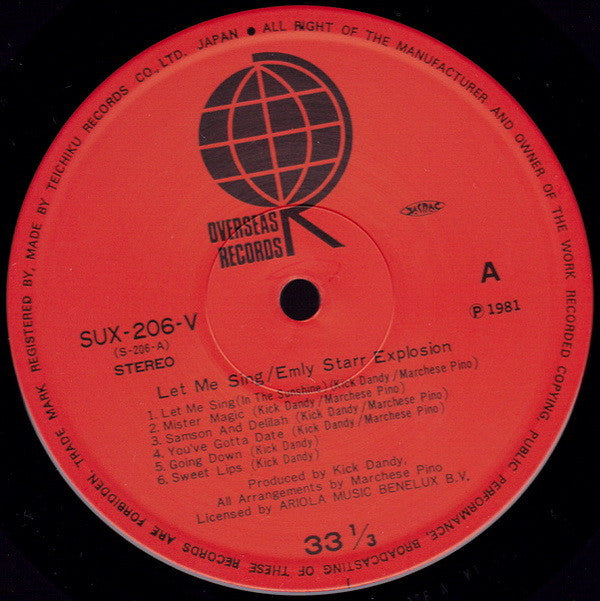 TRADE MARK REGISTERED BY, MADE BY TEICHIKU RECORDS CO., LTD. JAPAN ● ALL RIGHT OF THE MANUFACTURER AND OWNER OF THE WORK RECORDED COPYING PUBLIC PERFORMANCE, BROADCASTING OF THESE RECORDS ARE FORBIDDEN.
OVERSEAS
RECORDS
JASRAC
SUX-206-V
(S-206-A)
STEREO
A
Ⓟ 1981
Let Me Sing/Emly Starr Explosion
1. Let Me Sing(In The Sunshine)(Kick Dandy/Marchese Pino)
2. Mister Magic (Kick Dandy/Marchese Pino)
3. Samson And Delilah (Kick Dandy/Marchese Pino)
4. You've Gotta Date (Kick Dandy/Marchese Pino)
5. Going Down (Kick Dandy)
6. Sweet Lips (Kick Dandy)
Produced by Kick Dandy.
All Arrangements by Marchese Pino
Licensed by ARIOLA MUSIC BENELUX B.V.
33 1/3